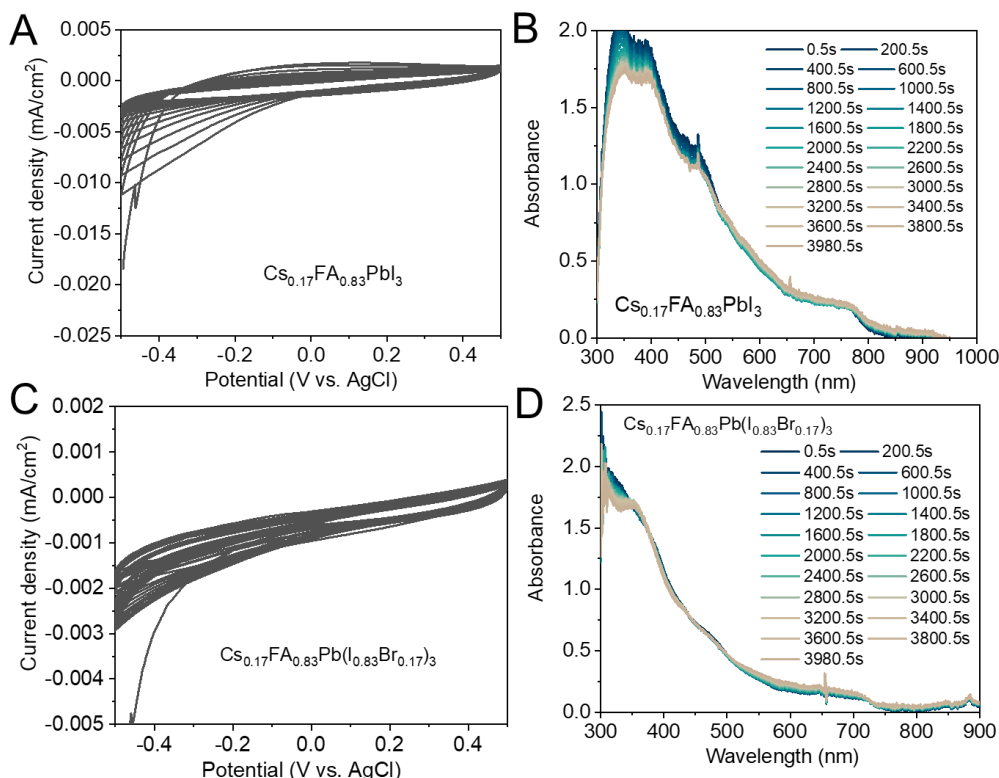 A
0.005
0.000
-0.005
-0.010
-0.015
-0.020
-0.025
Current density (mA/cm²)
Cs₀.₁₇FA₀.₈₃PbI₃
-0.4 -0.2 0.0 0.2 0.4
Potential (V vs. AgCl)
B
2.0
1.5
1.0
0.5
0.0
Absorbance
0.5s 200.5s
400.5s 600.5s
800.5s 1000.5s
1200.5s 1400.5s
1600.5s 1800.5s
2000.5s 2200.5s
2400.5s 2600.5s
2800.5s 3000.5s
3200.5s 3400.5s
3600.5s 3800.5s
3980.5s
Cs₀.₁₇FA₀.₈₃PbI₃
300 400 500 600 700 800 900 1000
Wavelength (nm)
C
0.002
0.001
0.000
-0.001
-0.002
-0.003
-0.004
-0.005
Current density (mA/cm²)
Cs₀.₁₇FA₀.₈₃Pb(I₀.₈₃Br₀.₁₇)₃
-0.4 -0.2 0.0 0.2 0.4
Potential (V vs. AgCl)
D
2.5
2.0
1.5
1.0
0.5
0.0
Absorbance
Cs₀.₁₇FA₀.₈₃Pb(I₀.₈₃Br₀.₁₇)₃
0.5s 200.5s
400.5s 600.5s
800.5s 1000.5s
1200.5s 1400.5s
1600.5s 1800.5s
2000.5s 2200.5s
2400.5s 2600.5s
2800.5s 3000.5s
3200.5s 3400.5s
3600.5s 3800.5s
3980.5s
300 400 500 600 700 800 900
Wavelength (nm)